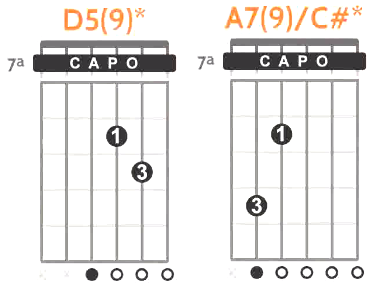 D5(9)* A7(9)/C#*
7ª CAPO 7ª CAPO
1 1
3
3
x x x